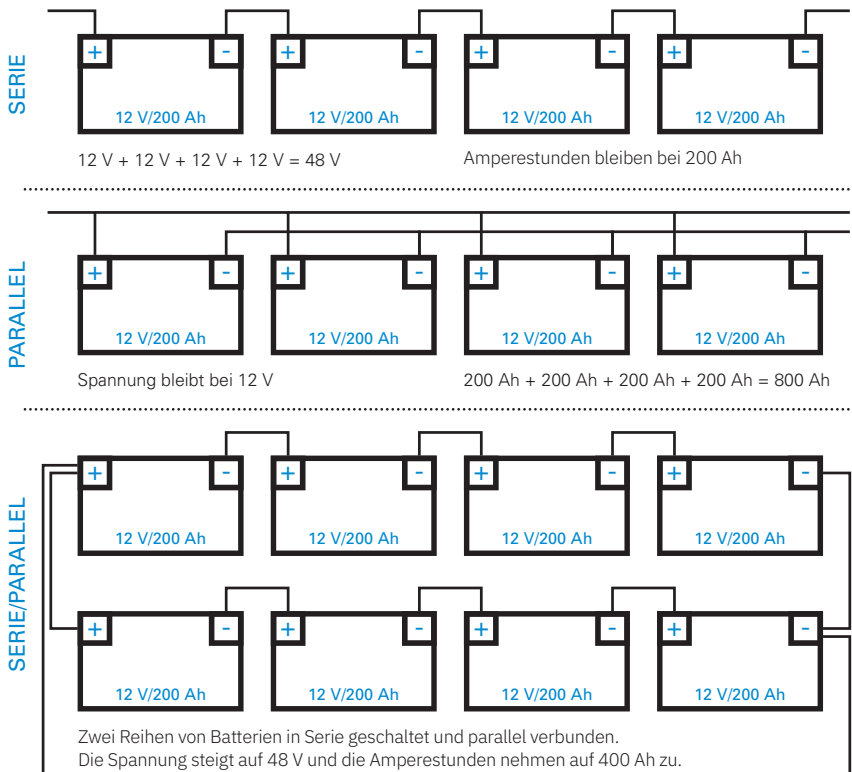 SERIE
+ - + - + - + -
12 V/200 Ah 12 V/200 Ah 12 V/200 Ah 12 V/200 Ah
12 V + 12 V + 12 V + 12 V = 48 V Amperestunden bleiben bei 200 Ah
PARALLEL
+ - + - + - + -
12 V/200 Ah 12 V/200 Ah 12 V/200 Ah 12 V/200 Ah
Spannung bleibt bei 12 V 200 Ah + 200 Ah + 200 Ah + 200 Ah = 800 Ah
SERIE/PARALLEL
+ - + - + - + -
12 V/200 Ah 12 V/200 Ah 12 V/200 Ah 12 V/200 Ah
+ - + - + - + -
12 V/200 Ah 12 V/200 Ah 12 V/200 Ah 12 V/200 Ah
Zwei Reihen von Batterien in Serie geschaltet und parallel verbunden.
Die Spannung steigt auf 48 V und die Amperestunden nehmen auf 400 Ah zu.